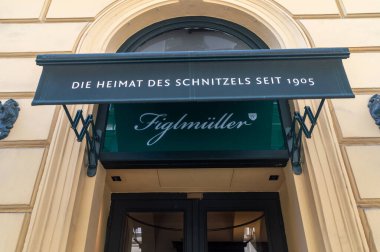 DIE HEIMAT DES SCHNITZELS SEIT 1905
Figlmüller